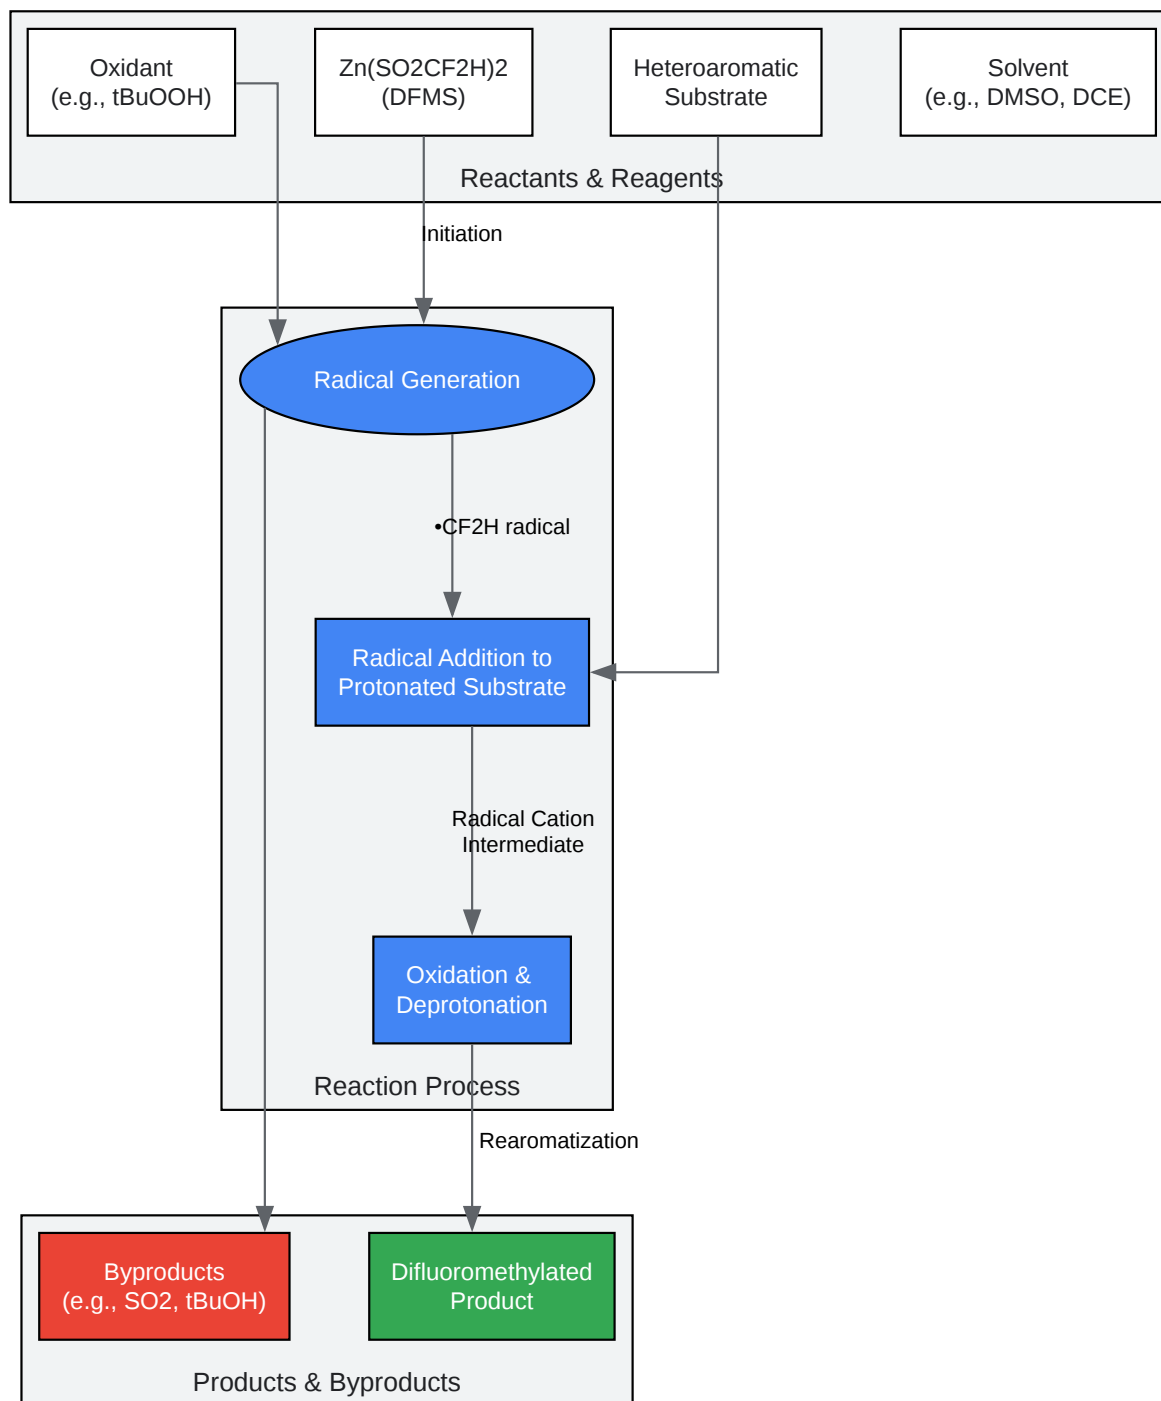 Oxidant
(e.g., tBuOOH)
Zn(SO2CF2H)2
(DFMS)
Heteroaromatic
Substrate
Solvent
(e.g., DMSO, DCE)
Reactants & Reagents
Initiation
Radical Generation
•CF2H radical
Radical Addition to
Protonated Substrate
Radical Cation
Intermediate
Oxidation &
Deprotonation
Reaction Process
Rearomatization
Byproducts
(e.g., SO2, tBuOH)
Difluoromethylated
Product
Products & Byproducts